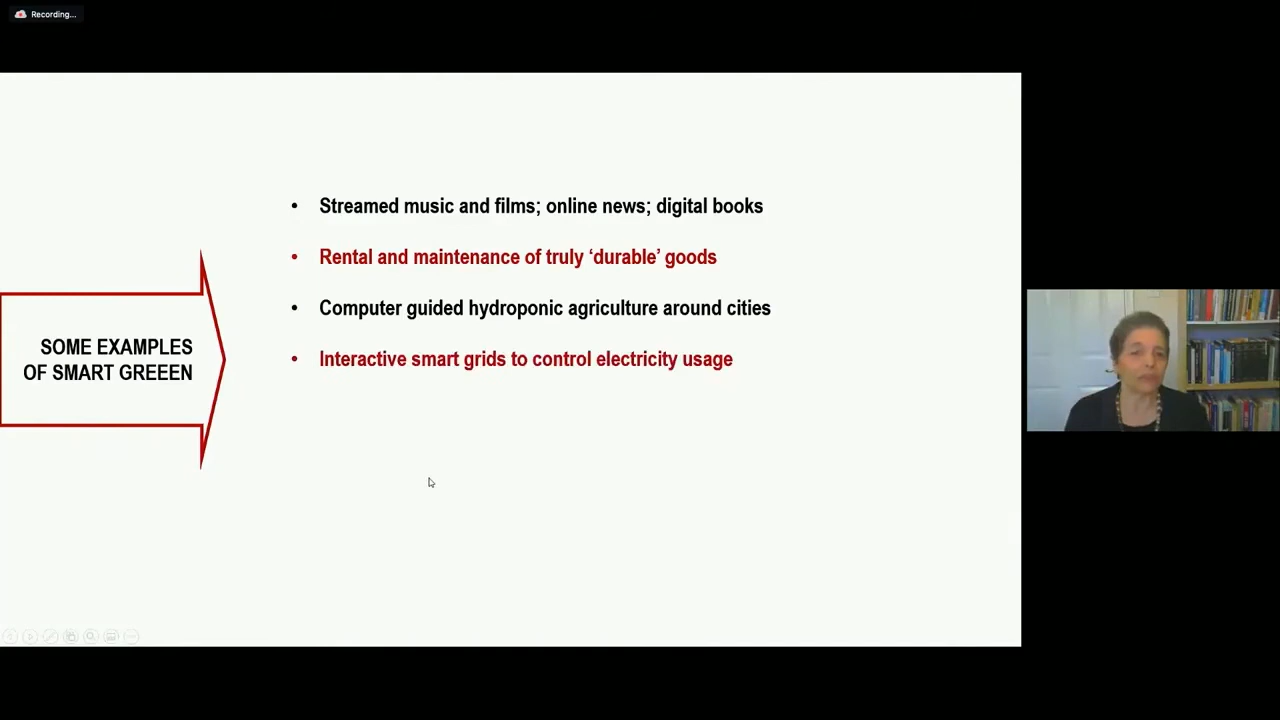 Recording...
SOME EXAMPLES
OF SMART GREEEN
• Streamed music and films; online news; digital books
• Rental and maintenance of truly ‘durable’ goods
• Computer guided hydroponic agriculture around cities
• Interactive smart grids to control electricity usage